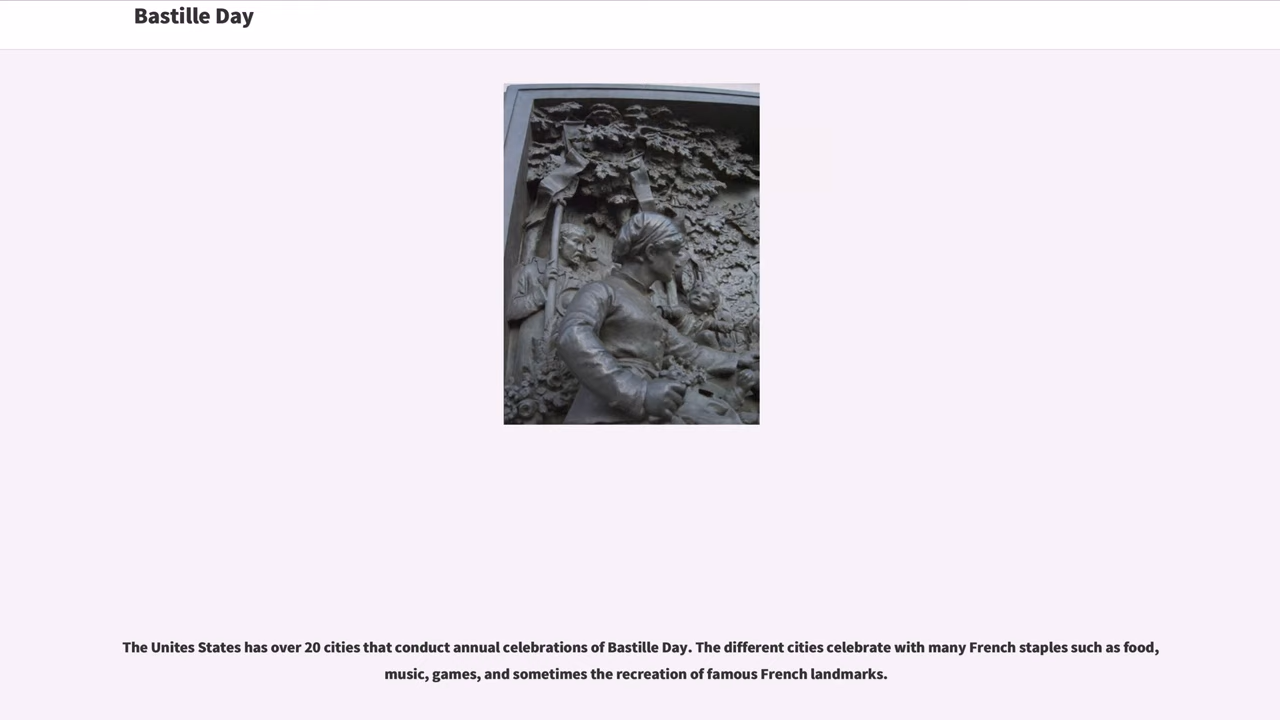 Bastille Day
The Unites States has over 20 cities that conduct annual celebrations of Bastille Day. The different cities celebrate with many French staples such as food,
music, games, and sometimes the recreation of famous French landmarks.